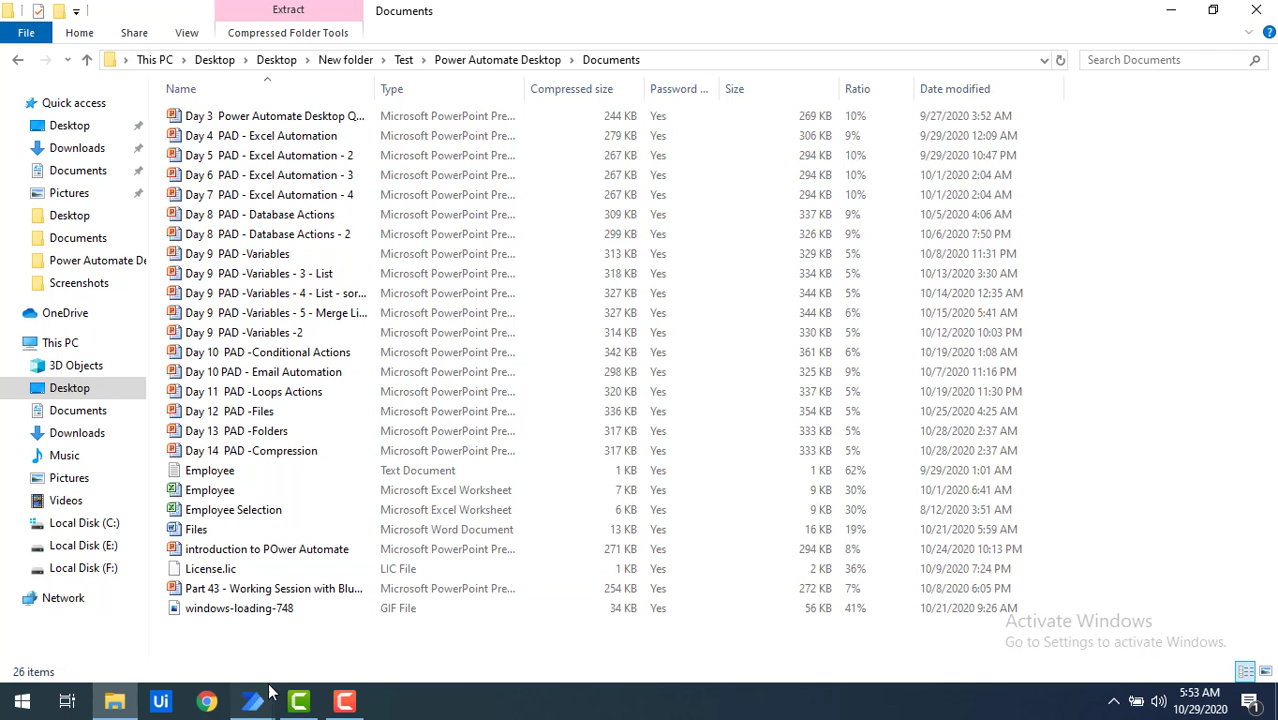 Extract
Documents
File Home Share View Compressed Folder Tools
This PC Desktop Desktop New folder Test Power Automate Desktop Documents
Search Documents
Name Type Compressed size Password ... Size Ratio Date modified
Quick access
Desktop
Downloads
Documents
Pictures
Desktop
Documents
Power Automate De
Screenshots
OneDrive
This PC
3D Objects
Desktop
Documents
Downloads
Music
Pictures
Videos
Local Disk (C:)
Local Disk (E:)
Local Disk (F:)
Network
Day 3 Power Automate Desktop Q... Microsoft PowerPoint Pre... 244 KB Yes 269 KB 10% 9/27/2020 3:52 AM
Day 4 PAD - Excel Automation Microsoft PowerPoint Pre... 279 KB Yes 306 KB 9% 9/29/2020 12:09 AM
Day 5 PAD - Excel Automation - 2 Microsoft PowerPoint Pre... 267 KB Yes 294 KB 10% 9/29/2020 10:47 PM
Day 6 PAD - Excel Automation - 3 Microsoft PowerPoint Pre... 267 KB Yes 294 KB 10% 10/1/2020 2:04 AM
Day 7 PAD - Excel Automation - 4 Microsoft PowerPoint Pre... 267 KB Yes 294 KB 10% 10/1/2020 2:04 AM
Day 8 PAD - Database Actions Microsoft PowerPoint Pre... 309 KB Yes 337 KB 9% 10/5/2020 4:06 AM
Day 8 PAD - Database Actions - 2 Microsoft PowerPoint Pre... 299 KB Yes 326 KB 9% 10/6/2020 7:50 PM
Day 9 PAD -Variables Microsoft PowerPoint Pre... 313 KB Yes 329 KB 5% 10/8/2020 11:31 PM
Day 9 PAD -Variables - 3 - List Microsoft PowerPoint Pre... 318 KB Yes 334 KB 5% 10/13/2020 3:30 AM
Day 9 PAD -Variables - 4 - List - sor... Microsoft PowerPoint Pre... 327 KB Yes 344 KB 5% 10/14/2020 12:35 AM
Day 9 PAD -Variables - 5 - Merge Li... Microsoft PowerPoint Pre... 327 KB Yes 344 KB 6% 10/15/2020 5:41 AM
Day 9 PAD -Variables -2 Microsoft PowerPoint Pre... 314 KB Yes 330 KB 5% 10/12/2020 10:03 PM
Day 10 PAD -Conditional Actions Microsoft PowerPoint Pre... 342 KB Yes 361 KB 6% 10/19/2020 1:08 AM
Day 10 PAD - Email Automation Microsoft PowerPoint Pre... 298 KB Yes 325 KB 9% 10/7/2020 11:16 PM
Day 11 PAD -Loops Actions Microsoft PowerPoint Pre... 320 KB Yes 337 KB 5% 10/19/2020 11:30 PM
Day 12 PAD -Files Microsoft PowerPoint Pre... 336 KB Yes 354 KB 5% 10/25/2020 4:25 AM
Day 13 PAD -Folders Microsoft PowerPoint Pre... 317 KB Yes 333 KB 5% 10/28/2020 2:37 AM
Day 14 PAD -Compression Microsoft PowerPoint Pre... 317 KB Yes 333 KB 5% 10/28/2020 2:37 AM
Employee Text Document 1 KB Yes 1 KB 62% 9/29/2020 1:01 AM
Employee Microsoft Excel Worksheet 7 KB Yes 9 KB 30% 10/1/2020 6:41 AM
Employee Selection Microsoft Excel Worksheet 6 KB Yes 9 KB 30% 8/12/2020 3:51 AM
Files Microsoft Word Document 13 KB Yes 16 KB 19% 10/21/2020 5:59 AM
introduction to POwer Automate Microsoft PowerPoint Pre... 271 KB Yes 294 KB 8% 10/24/2020 10:13 PM
License.lic LIC File 1 KB Yes 2 KB 36% 10/9/2020 7:24 PM
Part 43 - Working Session with Blu... Microsoft PowerPoint Pre... 254 KB Yes 272 KB 7% 10/8/2020 6:05 PM
windows-loading-748 GIF File 34 KB Yes 56 KB 41% 10/21/2020 9:26 AM
Activate Windows
Go to Settings to activate Windows.
26 items
Ui
5:53 AM
10/29/2020
1